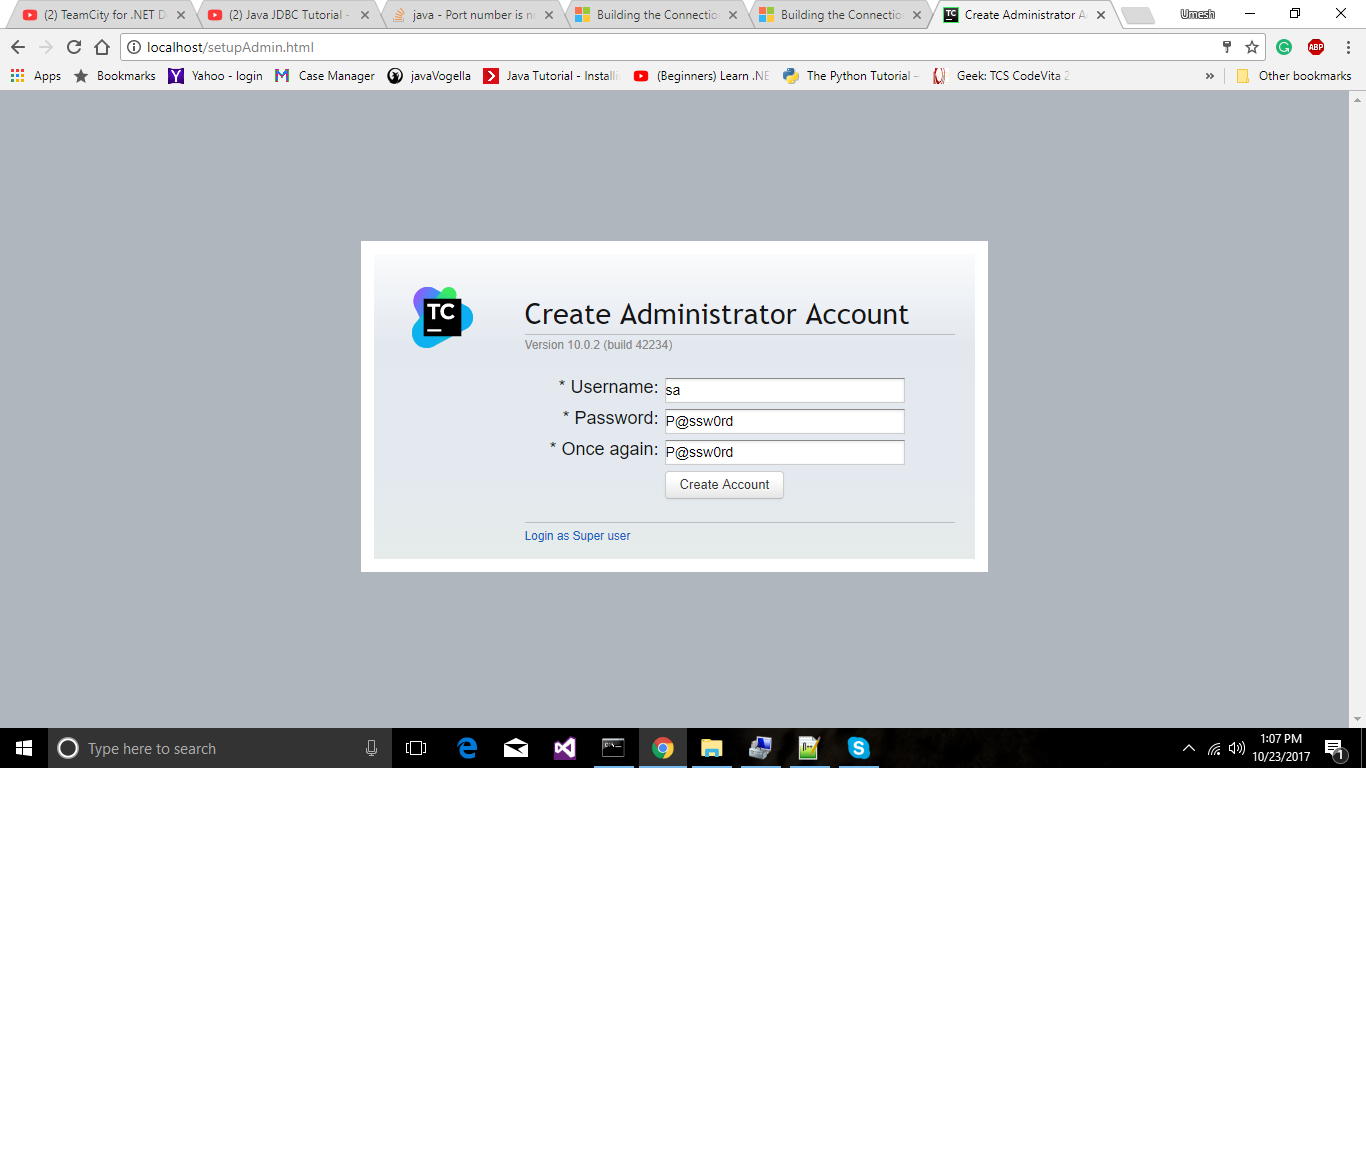 (2) TeamCity for .NET D
(2) Java JDBC Tutorial -
java - Port number is n
Building the Connectio
Building the Connectio
Create Administrator A
Umesh
localhost/setupAdmin.html
ABP
Apps
Bookmarks
Yahoo - login
Case Manager
javaVogella
Java Tutorial - Installi
(Beginners) Learn .NE
The Python Tutorial –
Geek: TCS CodeVita 2
»
Other bookmarks
TC
Create Administrator Account
Version 10.0.2 (build 42234)
* Username: sa
* Password: P@ssw0rd
* Once again: P@ssw0rd
Create Account
Login as Super user
Type here to search
1:07 PM
10/23/2017
1